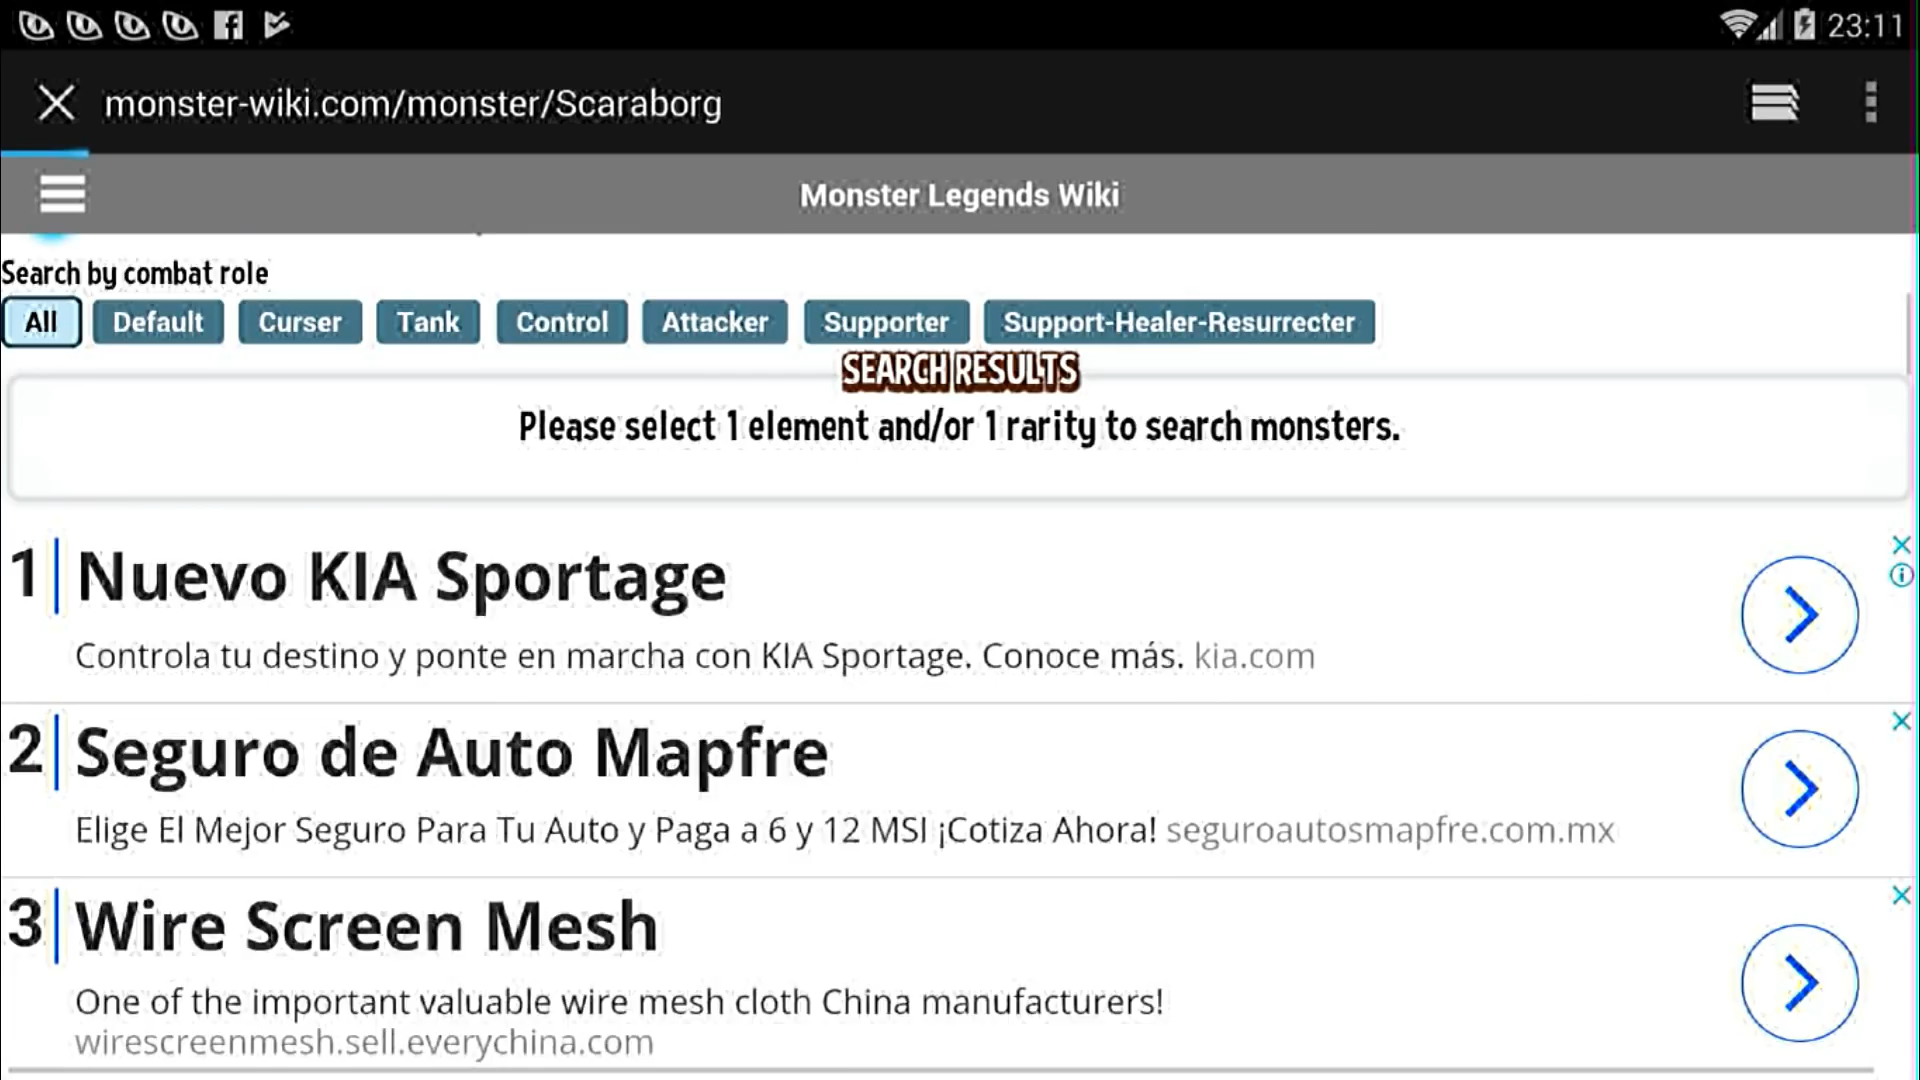 23:11
monster-wiki.com/monster/Scaraborg
Monster Legends Wiki
Search by combat role
All Default Curser Tank Control Attacker Supporter Support-Healer-Resurrecter
SEARCH RESULTS
Please select 1 element and/or 1 rarity to search monsters.
1 Nuevo KIA Sportage
Controla tu destino y ponte en marcha con KIA Sportage. Conoce más. kia.com
2 Seguro de Auto Mapfre
Elige El Mejor Seguro Para Tu Auto y Paga a 6 y 12 MSI ¡Cotiza Ahora! seguroautosmapfre.com.mx
3 Wire Screen Mesh
One of the important valuable wire mesh cloth China manufacturers!
wirescreenmesh.sell.everychina.com